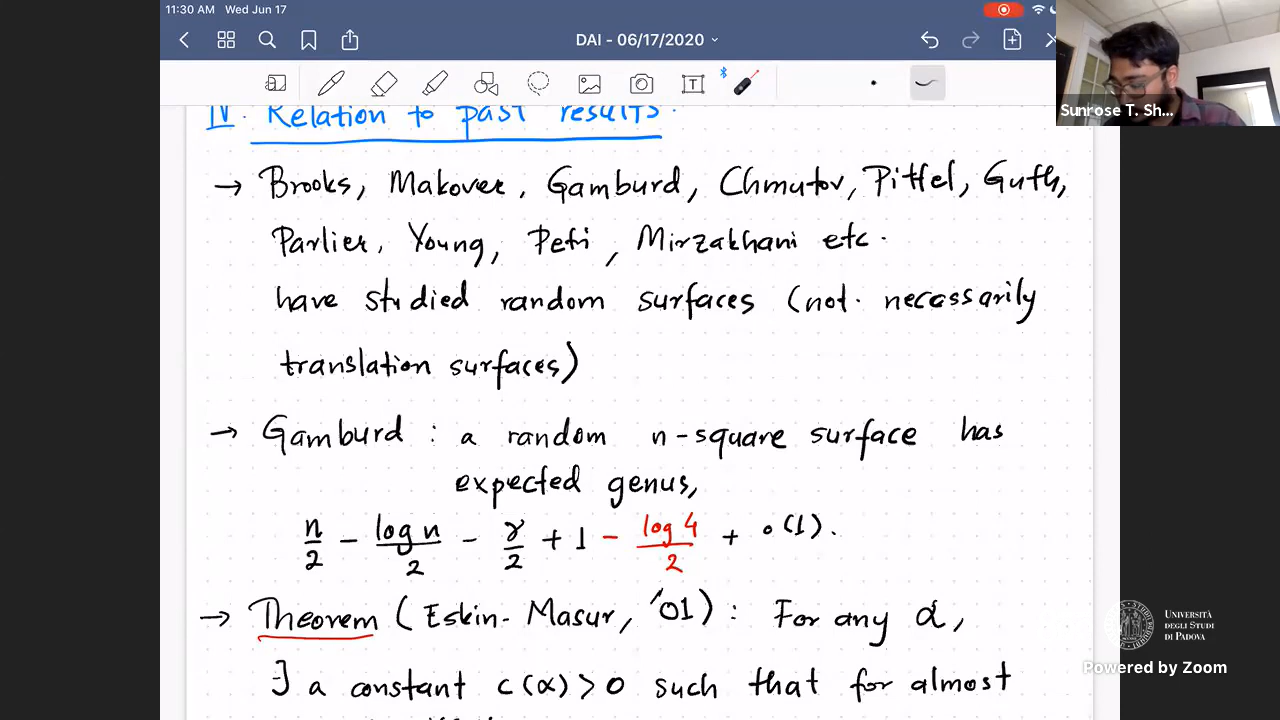 11:30 AM Wed Jun 17
DAI - 06/17/2020
Sunrose T. Sh...
IV. Relation to past results.
→ Brooks, Makover, Gamburd, Chmutov, Pittel, Guth,
Parlier, Young, Petri, Mirzakhani etc.
have studied random surfaces (not necessarily
translation surfaces)
→ Gamburd : a random n-square surface has
expected genus,
n/2 - log n/2 - γ/2 + 1 - log 4/2 + o(1).
→ Theorem (Eskin-Masur, '01) : For any α,
∃ a constant c(α) > 0 such that for almost
UNIVERSITÀ
DEGLI STUDI
DI PADOVA
Powered by Zoom